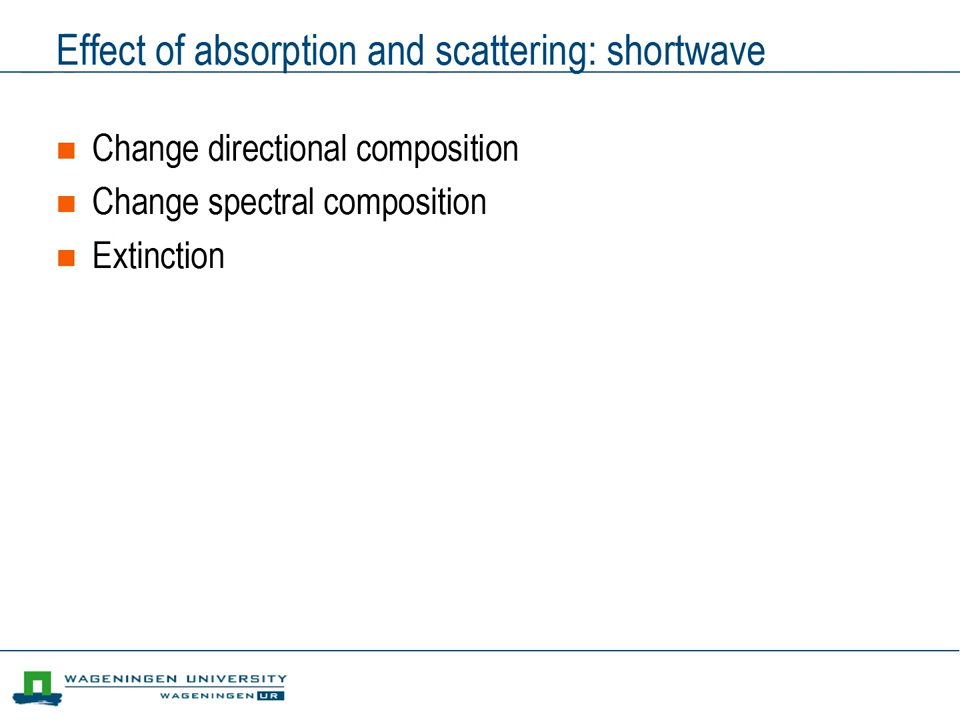 Effect of absorption and scattering: shortwave
Change directional composition
Change spectral composition
Extinction
WAGENINGEN UNIVERSITY
WAGENINGEN UR